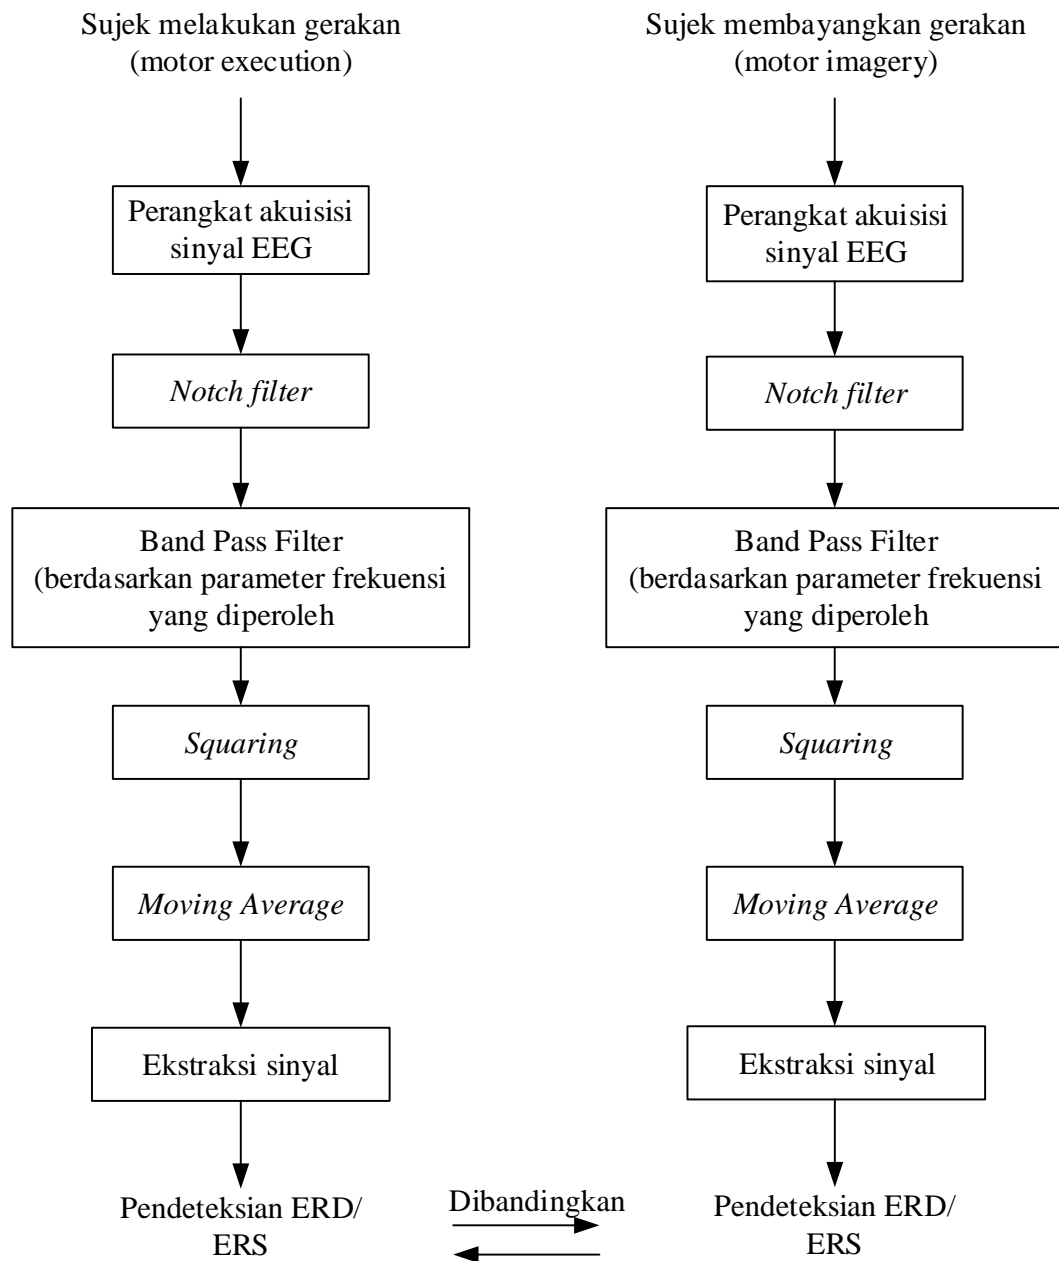 Sujek melakukan gerakan
(motor execution)
Perangkat akuisisi
sinyal EEG
Notch filter
Band Pass Filter
(berdasarkan parameter frekuensi
yang diperoleh
Squaring
Moving Average
Ekstraksi sinyal
Pendeteksian ERD/
ERS
Dibandingkan
Sujek membayangkan gerakan
(motor imagery)
Perangkat akuisisi
sinyal EEG
Notch filter
Band Pass Filter
(berdasarkan parameter frekuensi
yang diperoleh
Squaring
Moving Average
Ekstraksi sinyal
Pendeteksian ERD/
ERS